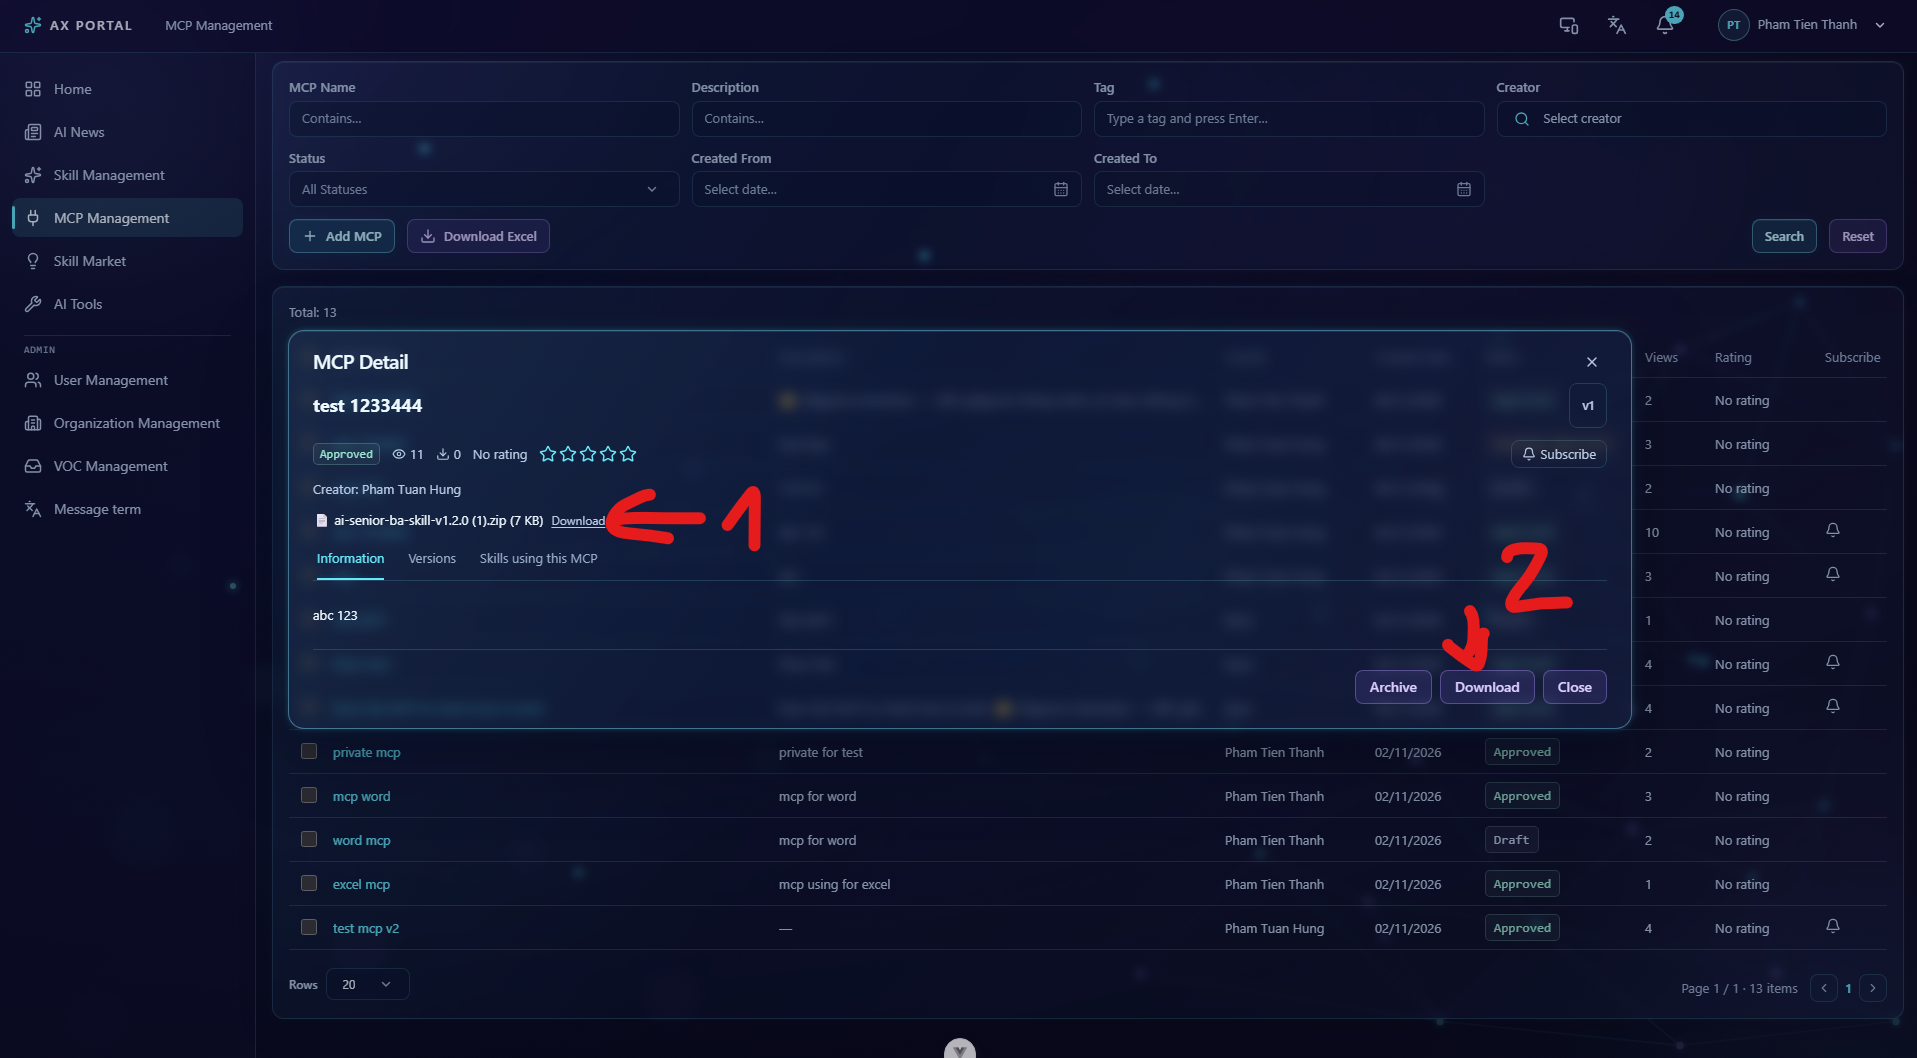 AX PORTAL
MCP Management
14
PT
Pham Tien Thanh
Home
AI News
Skill Management
MCP Management
Skill Market
AI Tools
ADMIN
User Management
Organization Management
VOC Management
Message term
MCP Name
Description
Tag
Creator
Contains...
Contains...
Type a tag and press Enter...
Select creator
Status
Created From
Created To
All Statuses
Select date...
Select date...
Add MCP
Download Excel
Search
Reset
Total: 13
Views Rating Subscribe
2 No rating
3 No rating
2 No rating
10 No rating
3 No rating
1 No rating
4 No rating
4 No rating
MCP Detail
test 1233444
v1
Approved 11 0 No rating
Subscribe
Creator: Pham Tuan Hung
ai-senior-ba-skill-v1.2.0 (1).zip (7 KB) Download
1
Information Versions Skills using this MCP
2
abc 123
Archive Download Close
private mcp private for test Pham Tien Thanh 02/11/2026 Approved 2 No rating
mcp word mcp for word Pham Tien Thanh 02/11/2026 Approved 3 No rating
word mcp mcp for word Pham Tien Thanh 02/11/2026 Draft 2 No rating
excel mcp mcp using for excel Pham Tien Thanh 02/11/2026 Approved 1 No rating
test mcp v2 — Pham Tuan Hung 02/11/2026 Approved 4 No rating
Rows 20
Page 1 / 1 · 13 items
1